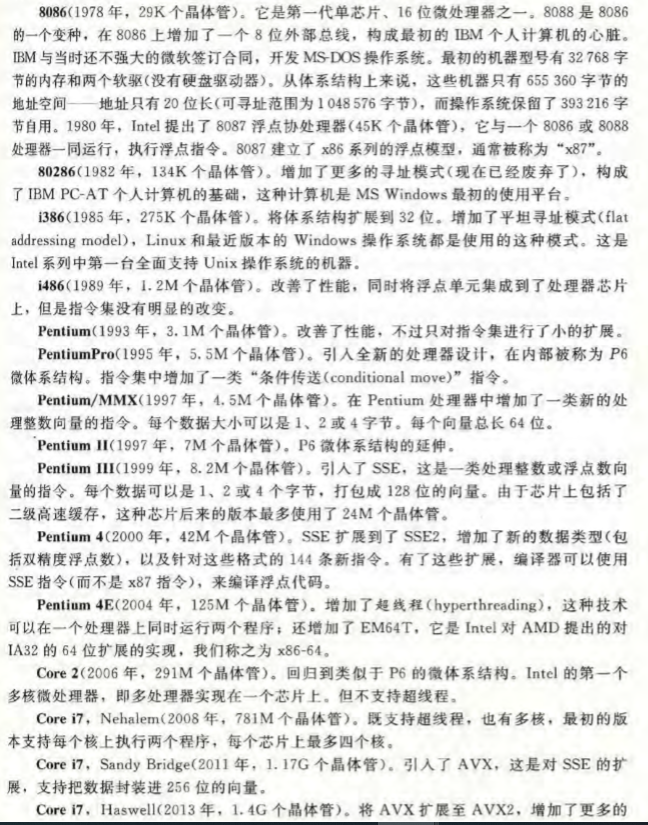 8086(1978 年，29K 个晶体管)。它是第一代单芯片、16 位微处理器之一。8088 是 8086
的一个变种，在 8086 上增加了一个 8 位外部总线，构成最初的 IBM 个人计算机的心脏。
IBM 与当时还不强大的微软签订合同，开发 MS-DOS 操作系统。最初的机器型号有 32 768 字
节的内存和两个软驱(没有硬盘驱动器)。从体系结构上来说，这些机器只有 655 360 字节的
地址空间——地址只有 20 位长(可寻址范围为 1 048 576 字节)，而操作系统保留了 393 216 字
节自用。1980 年，Intel 提出了 8087 浮点协处理器(45K 个晶体管)，它与一个 8086 或 8088
处理器一同运行，执行浮点指令。8087 建立了 x86 系列的浮点模型，通常被称为“x87”。
80286(1982 年，134K 个晶体管)。增加了更多的寻址模式(现在已经废弃了)，构成
了 IBM PC-AT 个人计算机的基础，这种计算机是 MS Windows 最初的使用平台。
i386(1985 年，275K 个晶体管)。将体系结构扩展到 32 位。增加了平坦寻址模式(flat
addressing model)，Linux 和最近版本的 Windows 操作系统都是使用的这种模式。这是
Intel 系列中第一台全面支持 Unix 操作系统的机器。
i486(1989 年，1.2M 个晶体管)。改善了性能，同时将浮点单元集成到了处理器芯片
上，但是指令集没有明显的改变。
Pentium(1993 年，3.1M 个晶体管)。改善了性能，不过只对指令集进行了小的扩展。
PentiumPro(1995 年，5.5M 个晶体管)。引入全新的处理器设计，在内部被称为 P6
微体系结构。指令集中增加了一类“条件传送(conditional move)”指令。
Pentium/MMX(1997 年，4.5M 个晶体管)。在 Pentium 处理器中增加了一类新的处
理整数向量的指令。每个数据大小可以是 1、2 或 4 字节。每个向量总长 64 位。
Pentium II(1997 年，7M 个晶体管)。P6 微体系结构的延伸。
Pentium III(1999 年，8.2M 个晶体管)。引入了 SSE，这是一类处理整数或浮点数向
量的指令。每个数据可以是 1、2 或 4 个字节，打包成 128 位的向量。由于芯片上包括了
二级高速缓存，这种芯片后来的版本最多使用了 24M 个晶体管。
Pentium 4(2000 年，42M 个晶体管)。SSE 扩展到了 SSE2，增加了新的数据类型(包
括双精度浮点数)，以及针对这些格式的 144 条新指令。有了这些扩展，编译器可以使用
SSE 指令(而不是 x87 指令)，来编译浮点代码。
Pentium 4E(2004 年，125M 个晶体管)。增加了超线程(hyperthreading)，这种技术
可以在一个处理器上同时运行两个程序；还增加了 EM64T，它是 Intel 对 AMD 提出的对
IA32 的 64 位扩展的实现，我们称之为 x86-64。
Core 2(2006 年，291M 个晶体管)。回归到类似于 P6 的微体系结构。Intel 的第一个
多核微处理器，即多处理器实现在一个芯片上。但不支持超线程。
Core i7，Nehalem(2008 年，781M 个晶体管)。既支持超线程，也有多核，最初的版
本支持每个核上执行两个程序，每个芯片上最多四个核。
Core i7，Sandy Bridge(2011 年，1.17G 个晶体管)。引入了 AVX，这是对 SSE 的扩
展，支持把数据封装进 256 位的向量。
Core i7，Haswell(2013 年，1.4G 个晶体管)。将 AVX 扩展至 AVX2，增加了更多的